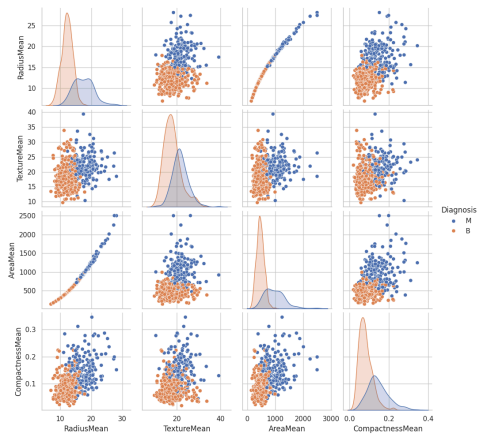 RadiusMean
25
20
15
10
TextureMean
40
35
30
25
20
15
10
AreaMean
2500
2000
1500
1000
500
CompactnessMean
0.3
0.2
0.1
10 20 30
RadiusMean
20 40
TextureMean
0 1000 2000 3000
AreaMean
0.0 0.2 0.4
CompactnessMean
Diagnosis
M
B